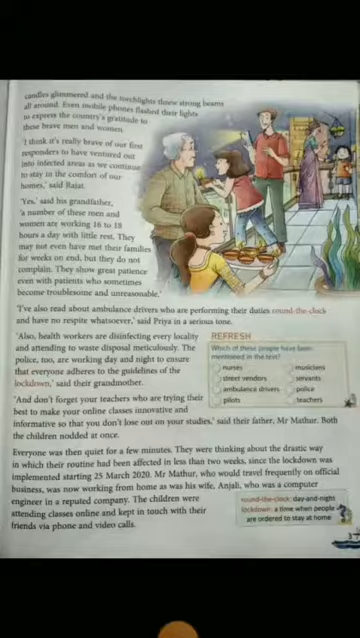 candles glimmered and the torchlights threw strong beams
all around. Even mobile phones flashed their lights
to express the country's gratitude to
these brave men and women.
'I think it's really brave of our first
responders to have ventured out
into infected areas as we continue
to stay in the comfort of our
homes,' said Rajat.
'Yes,' said his grandfather,
'a number of these men and
women are working 16 to 18
hours a day with little rest. They
may not even have met their families
for weeks on end, but they do not
complain. They show great patience
even with patients who sometimes
become troublesome and unreasonable.'
'I've also read about ambulance drivers who are performing their duties round-the-clock
and have no respite whatsoever,' said Priya in a serious tone.
'Also, health workers are disinfecting every locality
and attending to waste disposal meticulously. The
police, too, are working day and night to ensure
that everyone adheres to the guidelines of the
lockdown,' said their grandmother.
'And don't forget your teachers who are trying their
best to make your online classes innovative and
informative so that you don't lose out on your studies,' said their father, Mr Mathur. Both
the children nodded at once.
REFRESH
Which of these people have been
mentioned in the text?
nurses musicians
street vendors servants
ambulance drivers police
pilots teachers
Everyone was then quiet for a few minutes. They were thinking about the drastic way
in which their routine had been affected in less than two weeks, since the lockdown was
implemented starting 25 March 2020. Mr Mathur, who would travel frequently on official
business, was now working from home as was his wife, Anjali, who was a computer
engineer in a reputed company. The children were
attending classes online and kept in touch with their
friends via phone and video calls.
round-the-clock: day-and-night
lockdown: a time when people
are ordered to stay at home